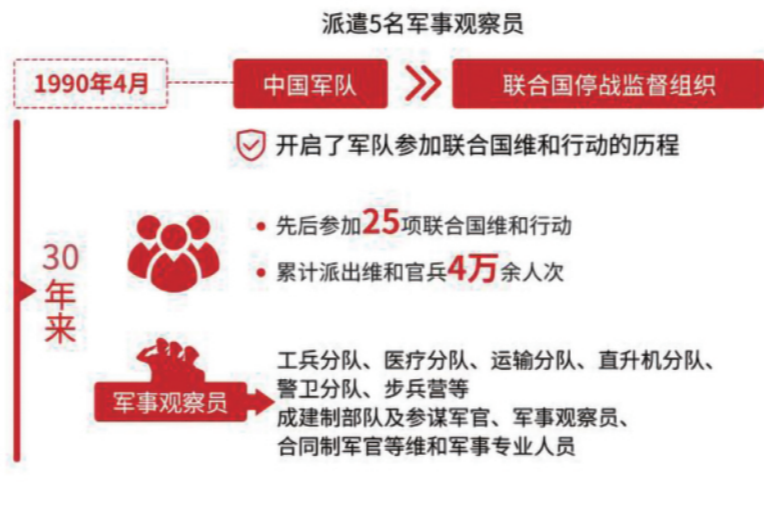 派遣5名军事观察员
1990年4月
中国军队
联合国停战监督组织
开启了军队参加联合国维和行动的历程
30
年
来
先后参加25项联合国维和行动
累计派出维和官兵4万余人次
军事观察员
工兵分队、医疗分队、运输分队、直升机分队、
警卫分队、步兵营等
成建制部队及参谋军官、军事观察员、
合同制军官等维和军事专业人员